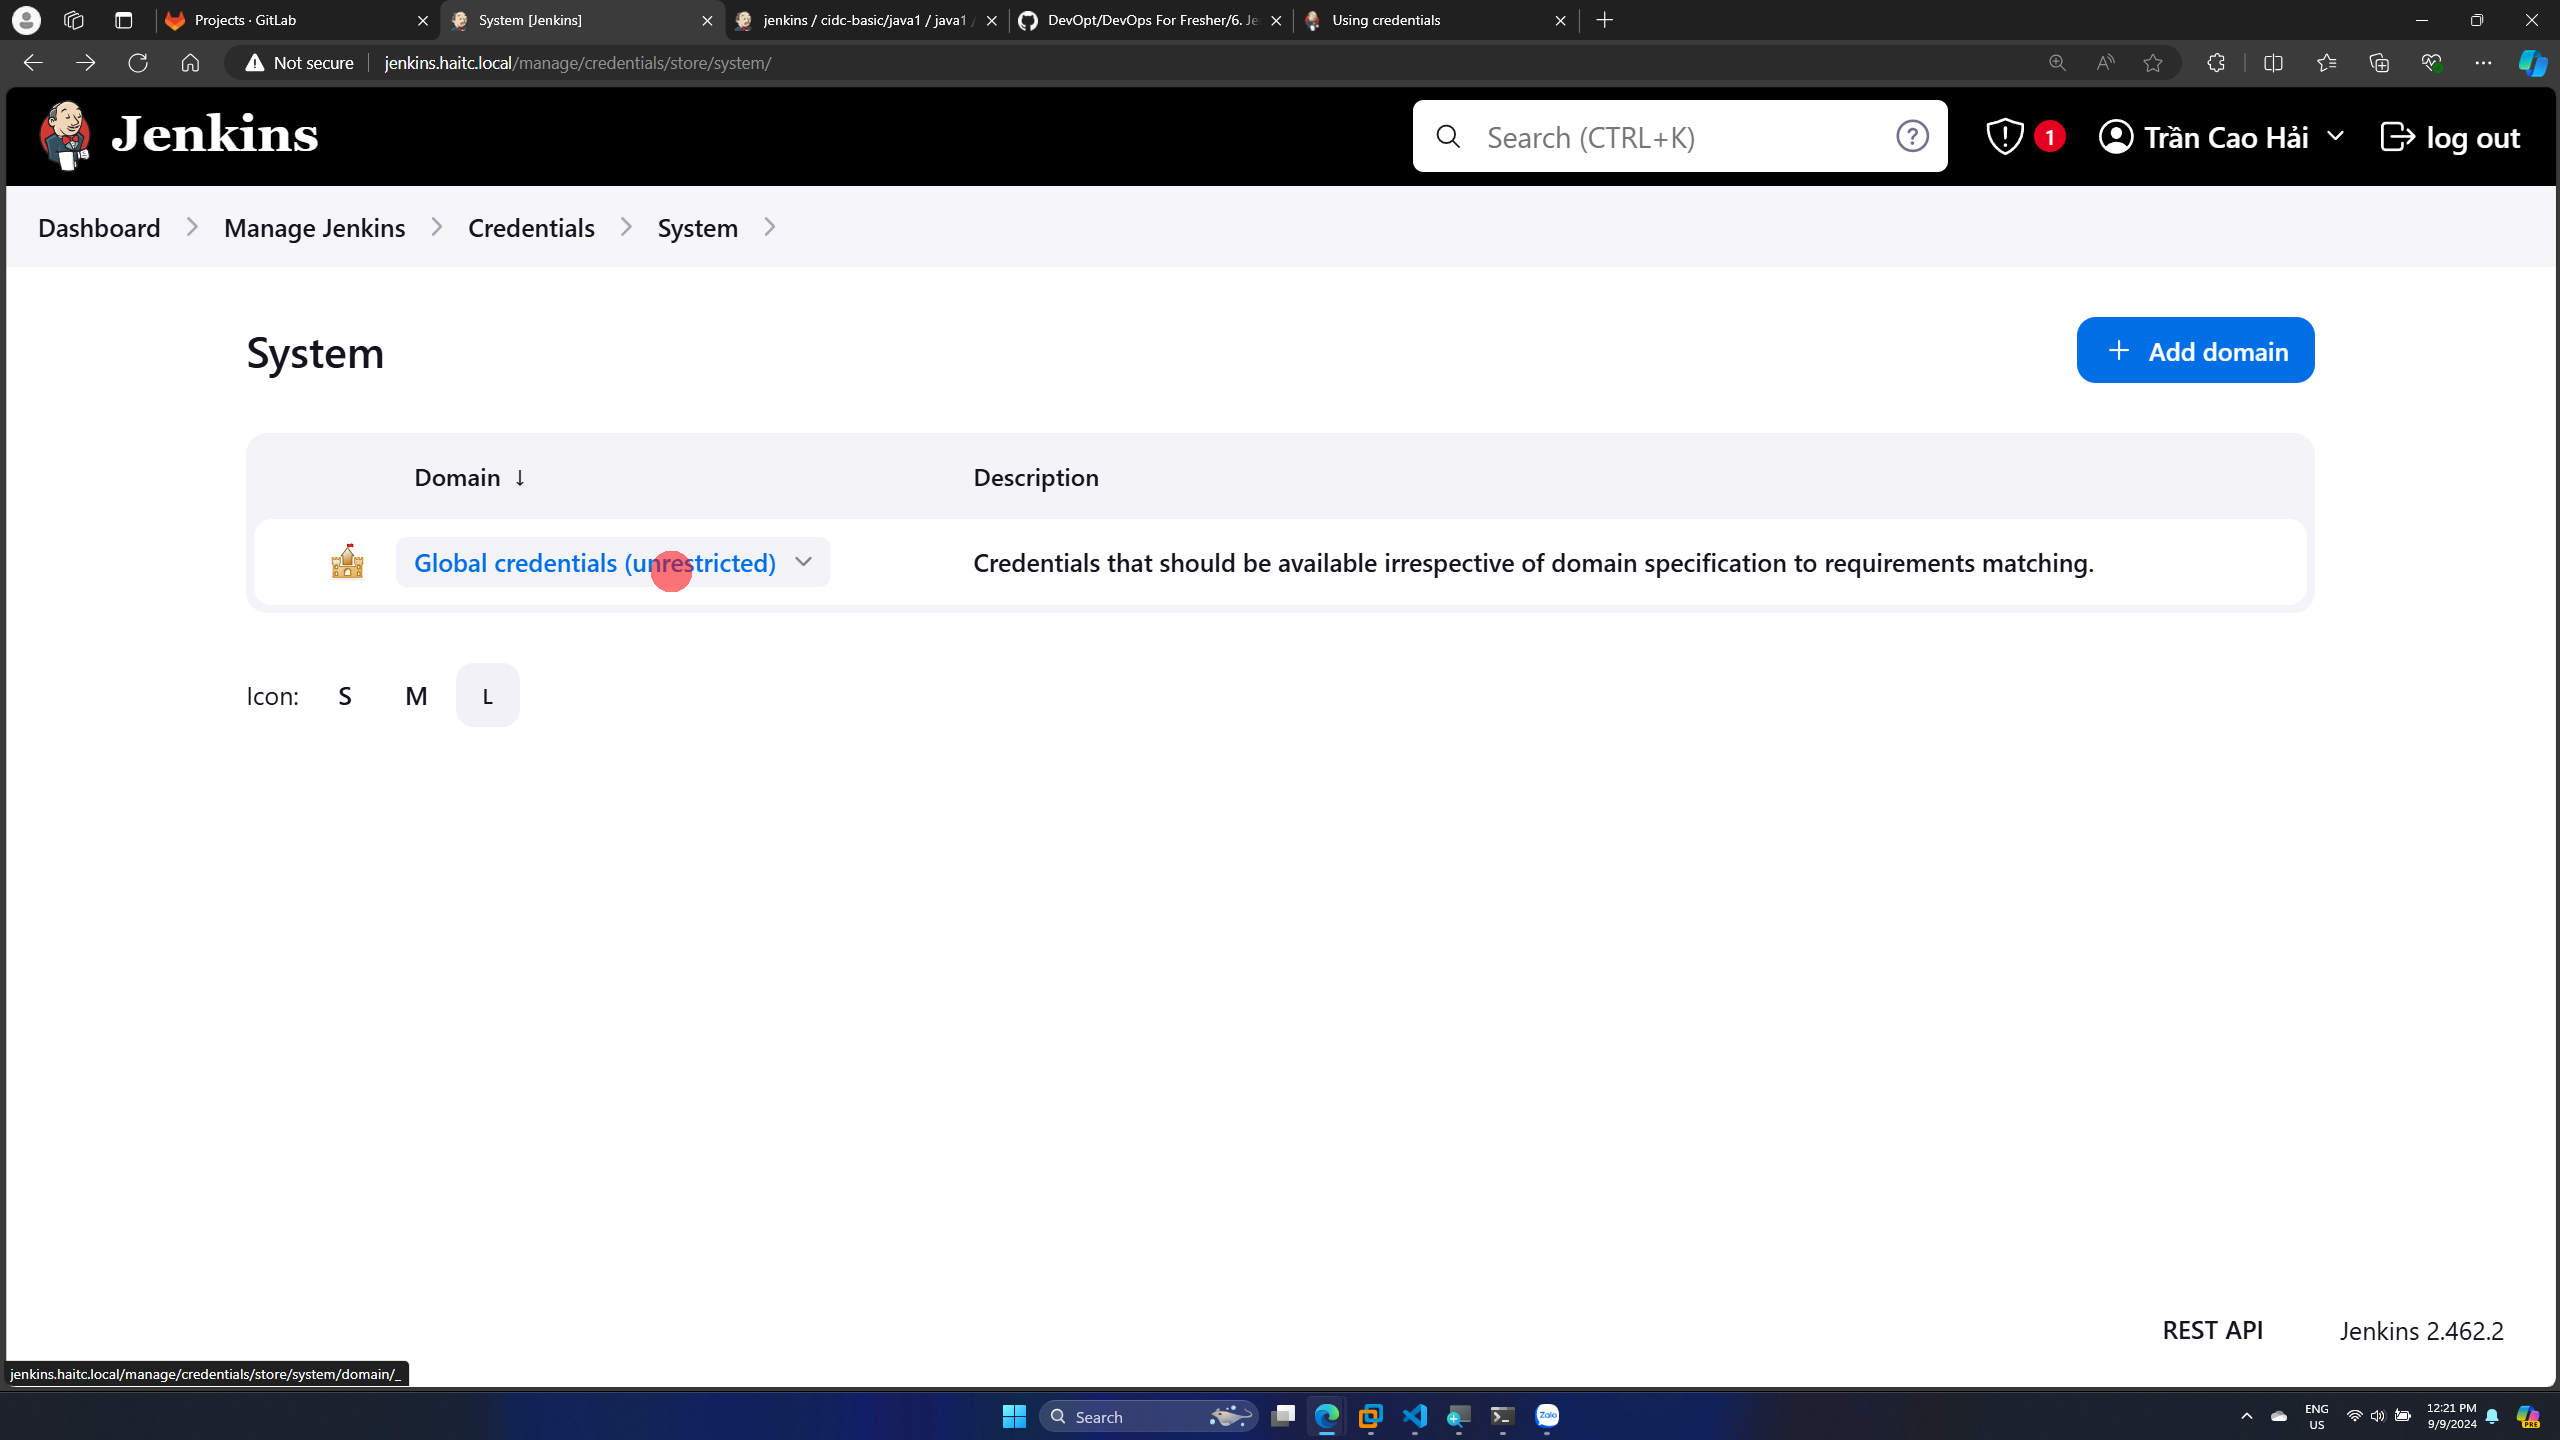 Projects · GitLab
System [Jenkins]
jenkins / cidc-basic/java1 / java1 /
DevOpt/DevOps For Fresher/6. Je
Using credentials
Not secure
jenkins.haitc.local/manage/credentials/store/system/
Jenkins
Search (CTRL+K)
1
Trần Cao Hải
log out
Dashboard
Manage Jenkins
Credentials
System
System
Add domain
Domain ↓
Description
Global credentials (unrestricted)
Credentials that should be available irrespective of domain specification to requirements matching.
Icon: S M L
REST API
Jenkins 2.462.2
jenkins.haitc.local/manage/credentials/store/system/domain/_
Search
Zalo
ENG
US
12:21 PM
9/9/2024
PRE